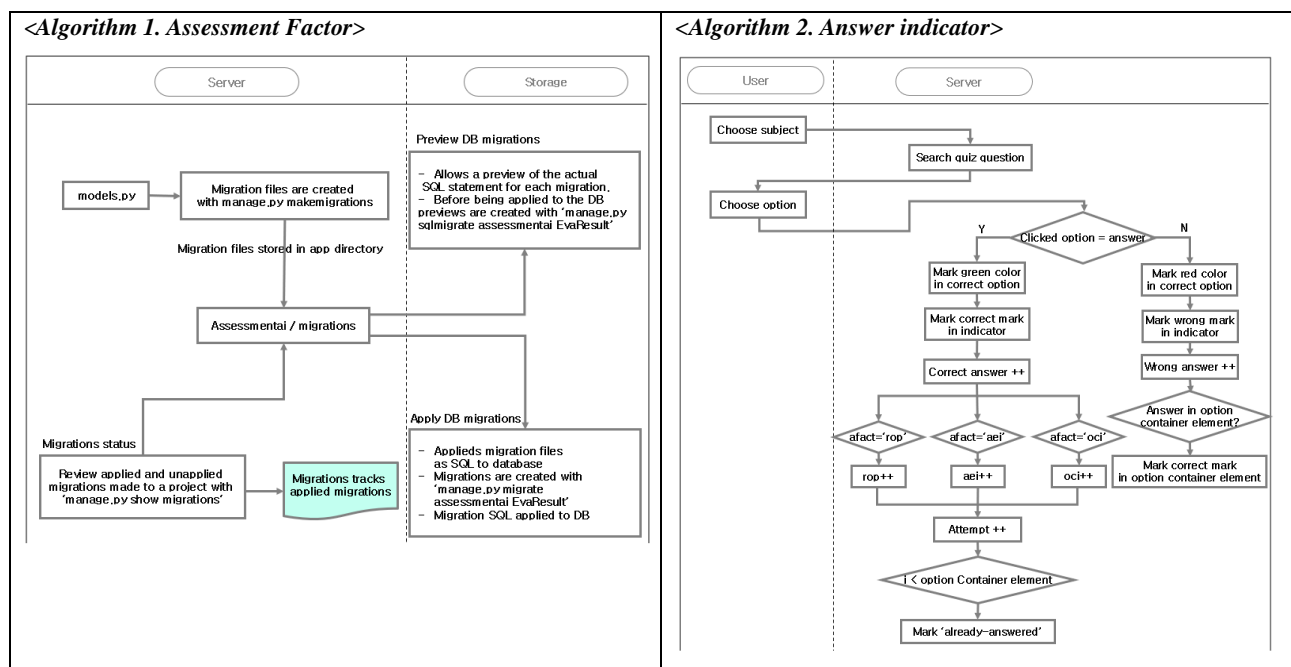 <Algorithm 1. Assessment Factor>
Server
Storage
Preview DB migrations
- Allows a preview of the actual
SQL statement for each migration.
- Before being applied to the DB
previews are created with ‘manage.py
sqlmigrate assessmentai EvaResult’
models.py
Migration files are created
with manage.py makemigrations
Migration files stored in app directory
Assessmentai / migrations
Apply DB migrations
- Applieds migration files
as SQL to database
- Migrations are created with
‘manage.py migrate
assessmentai EvaResult’
- Migration SQL applied to DB
Migrations status
Review applied and unapplied
migrations made to a project with
‘manage.py show migrations’
Migrations tracks
applied migrations
<Algorithm 2. Answer indicator>
User
Server
Choose subject
Search quiz question
Choose option
Clicked option = answer
Y
N
Mark green color
in correct option
Mark red color
in correct option
Mark correct mark
in indicator
Mark wrong mark
in indicator
Correct answer ++
Wrong answer ++
Answer in option
container element?
afact=‘rop’
afact=‘aei’
afact=‘oci’
Mark correct mark
in option container element
rop++
aei++
oci++
Attempt ++
i < option Container element
Mark ‘already-answered’